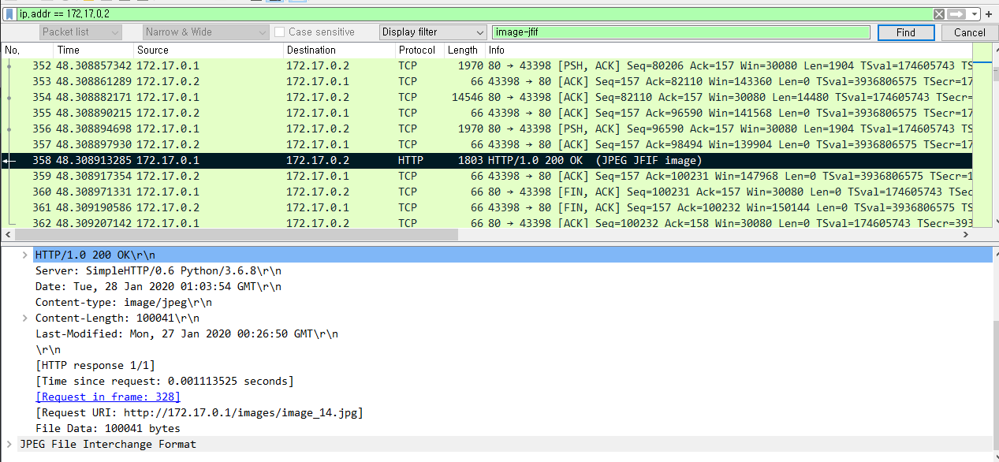 ip.addr == 172.17.0.2
Packet list Narrow & Wide Case sensitive Display filter image-jfif Find Cancel
No. Time Source Destination Protocol Length Info
352 48.308857342 172.17.0.1 172.17.0.2 TCP 1970 80 → 43398 [PSH, ACK] Seq=80206 Ack=157 Win=30080 Len=1904 TSval=174605743 TS
353 48.308861289 172.17.0.2 172.17.0.1 TCP 66 43398 → 80 [ACK] Seq=157 Ack=82110 Win=143360 Len=0 TSval=3936806575 TSecr=17
354 48.308882171 172.17.0.1 172.17.0.2 TCP 14546 80 → 43398 [ACK] Seq=82110 Ack=157 Win=30080 Len=14480 TSval=174605743 TSecr=
355 48.308890215 172.17.0.2 172.17.0.1 TCP 66 43398 → 80 [ACK] Seq=157 Ack=96590 Win=141568 Len=0 TSval=3936806575 TSecr=17
356 48.308894698 172.17.0.1 172.17.0.2 TCP 1970 80 → 43398 [PSH, ACK] Seq=96590 Ack=157 Win=30080 Len=1904 TSval=174605743 TS
357 48.308897930 172.17.0.2 172.17.0.1 TCP 66 43398 → 80 [ACK] Seq=157 Ack=98494 Win=139904 Len=0 TSval=3936806575 TSecr=17
358 48.308913285 172.17.0.1 172.17.0.2 HTTP 1803 HTTP/1.0 200 OK (JPEG JFIF image)
359 48.308917354 172.17.0.2 172.17.0.1 TCP 66 43398 → 80 [ACK] Seq=157 Ack=100231 Win=147968 Len=0 TSval=3936806575 TSecr=1
360 48.308971331 172.17.0.1 172.17.0.2 TCP 66 80 → 43398 [FIN, ACK] Seq=100231 Ack=157 Win=30080 Len=0 TSval=174605743 TSec
361 48.309190586 172.17.0.2 172.17.0.1 TCP 66 43398 → 80 [FIN, ACK] Seq=157 Ack=100232 Win=150144 Len=0 TSval=3936806575 TS
362 48.309207142 172.17.0.1 172.17.0.2 TCP 66 80 → 43398 [ACK] Seq=100232 Ack=158 Win=30080 Len=0 TSval=174605743 TSecr=393
HTTP/1.0 200 OK\r\n
Server: SimpleHTTP/0.6 Python/3.6.8\r\n
Date: Tue, 28 Jan 2020 01:03:54 GMT\r\n
Content-type: image/jpeg\r\n
Content-Length: 100041\r\n
Last-Modified: Mon, 27 Jan 2020 00:26:50 GMT\r\n
\r\n
[HTTP response 1/1]
[Time since request: 0.001113525 seconds]
[Request in frame: 328]
[Request URI: http://172.17.0.1/images/image_14.jpg]
File Data: 100041 bytes
JPEG File Interchange Format